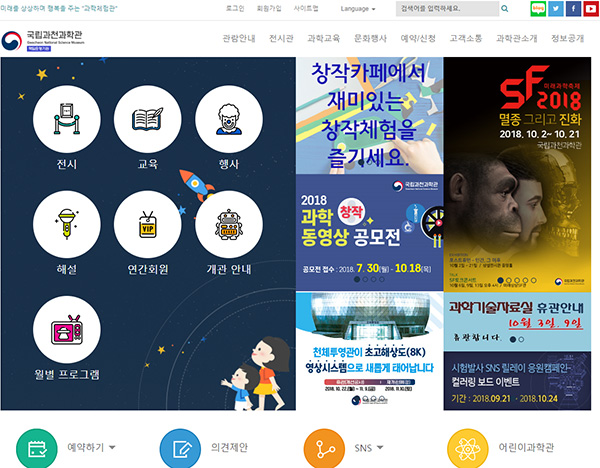 미래를 상상하며 행복을 주는 "과학체험관"
로그인 회원가입 사이트맵 Language 검색어를 입력하세요.
blog
국립과천과학관
Gwacheon National Science Museum
책임운영기관
관람안내 전시관 과학교육 문화행사 예약/신청 고객소통 과학관소개 정보공개
전시 교육 행사
VIP
해설 연간회원 개관 안내
월별 프로그램
창작카페에서
재미있는
창작체험을
즐기세요.
국립과천과학관
2018
과학 창작
동영상 공모전
공모전 접수 : 2018. 7. 30(월) - 10.18(목)
천체투영관이 초고해상도(8K)
영상시스템으로 새롭게 태어납니다
SF 미래과학축제
2018
멸종 그리고 진화
2018. 10. 2~ 10. 21
국립과천과학관
과학기술자료실 휴관안내
10월 3일, 9일
휴관합니다.
시험발사 SNS 릴레이 응원캠페인-
컬러링 보드 이벤트
기간 : 2018.09.21 - 2018.10.24
예약하기 의견제안 SNS 어린이과학관